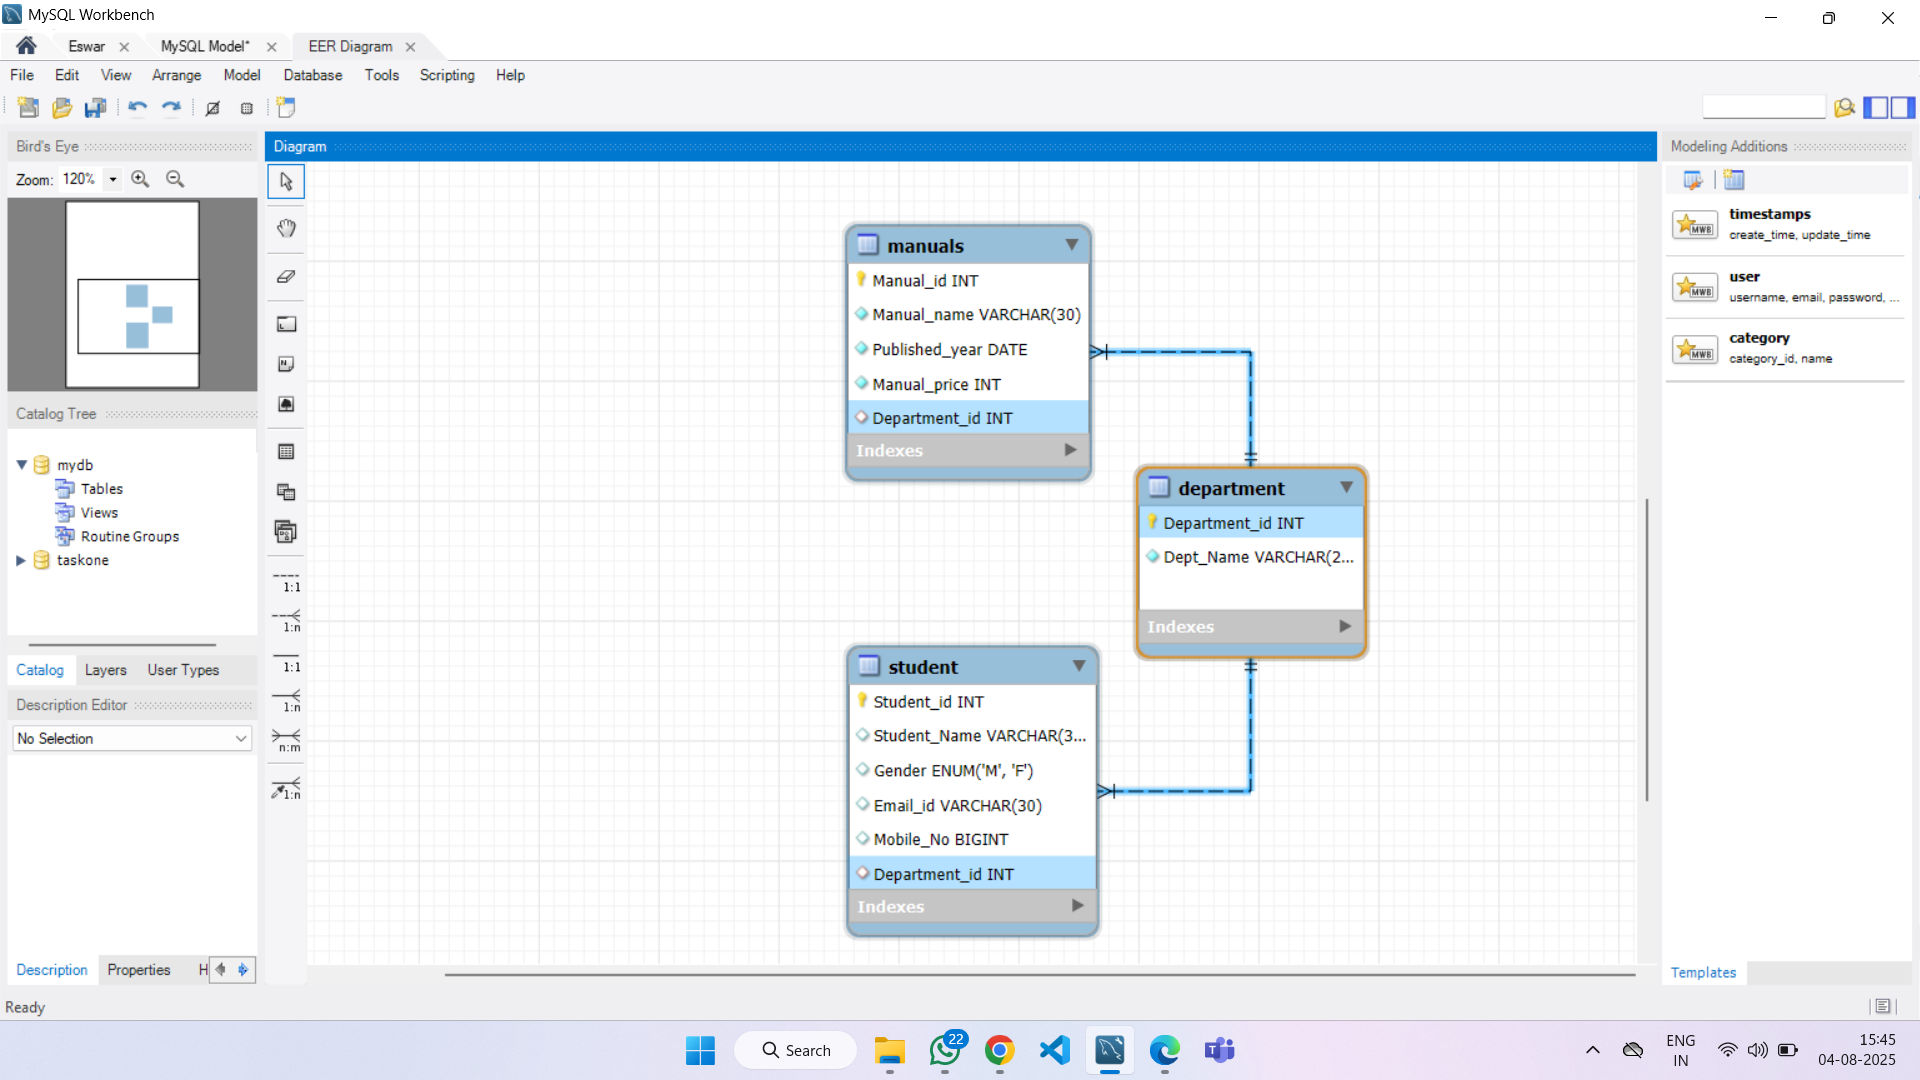 MySQL Workbench
Eswar
MySQL Model*
EER Diagram
File Edit View Arrange Model Database Tools Scripting Help
Bird's Eye
Zoom: 120%
Diagram
Modeling Additions
timestamps
create_time, update_time
user
username, email, password, ...
category
category_id, name
manuals
Manual_id INT
Manual_name VARCHAR(30)
Published_year DATE
Manual_price INT
Department_id INT
Indexes
department
Department_id INT
Dept_Name VARCHAR(2...
Indexes
student
Student_id INT
Student_Name VARCHAR(3...
Gender ENUM('M', 'F')
Email_id VARCHAR(30)
Mobile_No BIGINT
Department_id INT
Indexes
Catalog Tree
mydb
Tables
Views
Routine Groups
taskone
1:1
1:n
1:1
1:n
n:m
1:n
Catalog Layers User Types
Description Editor
No Selection
Description Properties H
Templates
Ready
Search
22
ENG
IN
15:45
04-08-2025